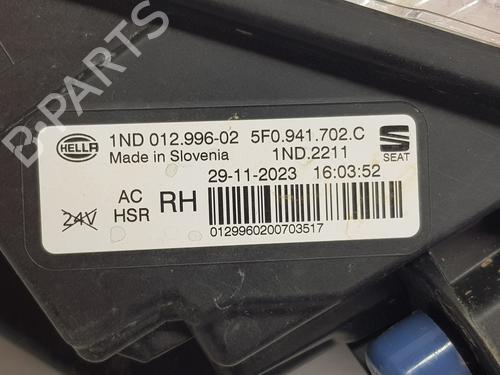 B-PARTS
HELLA 1ND 012.996-02 5F0.941.702.C
Made in Slovenia 1ND.2211 SEAT
29-11-2023 16:03:52
24V AC HSR RH
0129960200703517